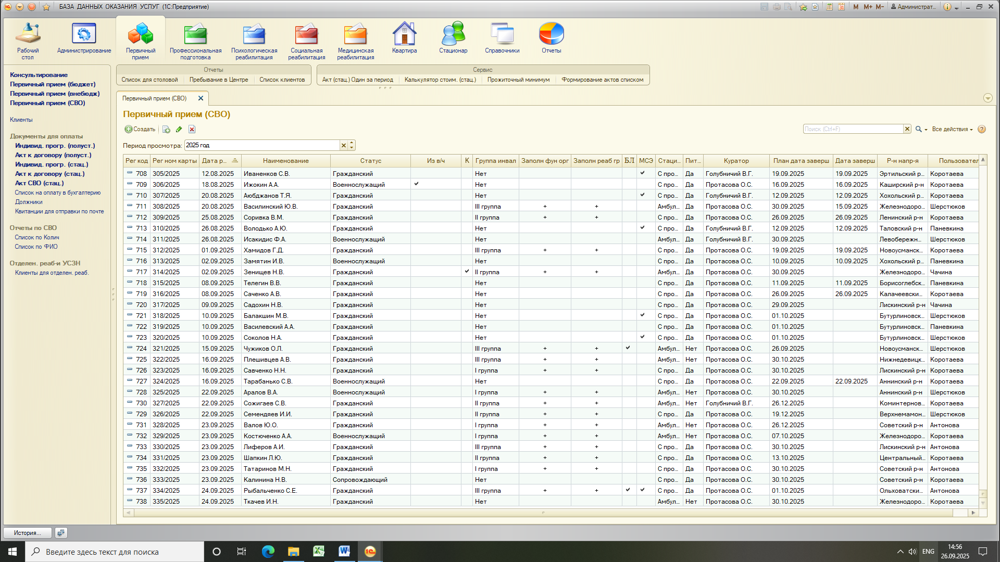 БАЗА ДАННЫХ ОКАЗАНИЯ УСЛУГ (1С:Предприятие)
M M+ M- Администрат...
Рабочий стол
Администрирование
Первичный прием
Профессиональная подготовка
Психологическая реабилитация
Социальная реабилитация
Медицинская реабилитация
Квартира
Стационар
Справочники
Отчеты
Отчеты
Список для столовой Пребывание в Центре Список клиентов
Сервис
Акт (стац.) Один за период Калькулятор стоим. (стац.) Прожиточный минимум Формирование актов списком
Консультирование
Первичный прием (бюджет)
Первичный прием (внебюдж)
Первичный прием (СВО)
Клиенты
Документы для оплаты
Индивид. прогр. (полуст.)
Акт к договору (полуст.)
Индивид. прогр. (стац.)
Акт к договору (стац.)
Акт СВО (стац.)
Список на оплату в бухгалтерию
Должники
Квитанции для отправки по почте
Отчеты по СВО
Список по Колич
Список по ФИО
Отделен. реаб-и УСЗН
Клиенты для отделен. реаб.
Первичный прием (СВО)
Первичный прием (СВО)
Создать
Поиск (Ctrl+F)
Все действия
Период просмотра: 2025 год
Рег код Рег ном карты Дата р... Наименование Статус Из в/ч К Группа инвал Заполн фун орг Заполн реаб гр БЛ МСЭ Стаци... Пит... Куратор План дата заверш Дата заверш Р-н напр-я Пользовател
708 305/2025 12.08.2025 Иваненков С.В. Гражданский Нет ✓ С про... Да Голубничий В.Г. 19.09.2025 19.09.2025 Эртильский р... Коротаева
709 306/2025 18.08.2025 Ижокин А.А. Военнослужащий ✓ Нет С про... Да Протасова О.С. 16.09.2025 16.09.2025 Каширский р-н Коротаева
710 307/2025 20.08.2025 Аюбджанов Т.Я. Гражданский Нет ✓ С про... Да Голубничий В.Г. 12.09.2025 12.09.2025 Хохольский р... Коротаева
711 308/2025 20.08.2025 Василинский Ю.В. Гражданский III группа + + Амбул... Да Протасова О.С. 30.09.2025 15.09.2025 Железнодоро... Шерстюков
712 309/2025 25.08.2025 Соривка В.М. Гражданский II группа + + С про... Да Протасова О.С. 26.09.2025 26.09.2025 Ленинский р-н Коротаева
713 310/2025 26.08.2025 Володько А.Ю. Гражданский Нет ✓ С про... Да Голубничий В.Г. 12.09.2025 12.09.2025 Таловский р-н Паневкина
714 311/2025 26.08.2025 Исакидис Ф.А. Военнослужащий Нет Амбул... Да Голубничий В.Г. 30.09.2025 Левобережн... Шерстюков
715 312/2025 01.09.2025 Хамидов Г.Д. Гражданский III группа + + С про... Да Протасова О.С. 19.09.2025 19.09.2025 Новоусманск... Коротаева
716 313/2025 02.09.2025 Замятин И.В. Военнослужащий Нет С про... Да Протасова О.С. 10.09.2025 10.09.2025 Хохольский р... Паневкина
717 314/2025 02.09.2025 Зенищев Н.В. Гражданский ✓ II группа + + Амбул... Да Протасова О.С. 30.09.2025 Железнодоро... Чачина
718 315/2025 08.09.2025 Телегин В.В. Гражданский Нет С про... Да Протасова О.С. 11.09.2025 11.09.2025 Борисоглебск... Паневкина
719 316/2025 08.09.2025 Саченко А.В. Гражданский Нет С про... Да Протасова О.С. 26.09.2025 26.09.2025 Калачеевски... Коротаева
720 317/2025 09.09.2025 Садохин Н.В. Гражданский Нет С про... Да Протасова О.С. 29.09.2025 Лискинский р-н Чачина
721 318/2025 10.09.2025 Балакшин М.В. Гражданский Нет ✓ С про... Да Протасова О.С. 01.10.2025 Бутурлиновск... Шерстюков
722 319/2025 10.09.2025 Василевский А.А. Гражданский Нет С про... Да Протасова О.С. 01.10.2025 Бутурлиновск... Паневкина
723 320/2025 10.09.2025 Соколов Н.А. Гражданский Нет ✓ С про... Да Протасова О.С. 01.10.2025 Бутурлиновск... Шерстюков
724 321/2025 15.09.2025 Чужиков О.Л. Гражданский III группа + + ✓ Амбул... Нет Протасова О.С. 26.09.2025 Новоусманск... Шерстюков
725 322/2025 16.09.2025 Плешивцев А.В. Гражданский III группа + + Амбул... Нет Протасова О.С. 30.10.2025 Нижнедевицк... Коротаева
726 323/2025 16.09.2025 Савченко Н.Н. Гражданский I группа + + С про... Да Протасова О.С. 30.10.2025 Лискинский р-н Коротаева
727 324/2025 16.09.2025 Тарабанько С.В. Военнослужащий Нет С про... Да Протасова О.С. 22.09.2025 22.09.2025 Аннинский р-н Коротаева
728 325/2025 22.09.2025 Аралов В.А. Военнослужащий I группа + + Амбул... Нет Протасова О.С. 30.10.2025 Аннинский р-н Шерстюков
730 327/2025 22.09.2025 Сожигаев С.В. Гражданский II группа + + Амбул... Нет Голубничий В.Г. 26.12.2025 Коминтернов... Коротаева
729 326/2025 22.09.2025 Семендяев И.И. Гражданский II группа + + С про... Да Протасова О.С. 19.12.2025 Верхнемамон... Шерстюков
731 328/2025 23.09.2025 Валов Ю.О. Гражданский I группа + + Амбул... Нет Протасова О.С. 26.12.2025 Советский р-н Антонова
732 329/2025 23.09.2025 Костюченко А.А. Военнослужащий I группа + + Амбул... Нет Протасова О.С. 07.10.2025 Железнодоро... Коротаева
733 330/2025 23.09.2025 Лиферов А.И. Гражданский III группа + + С про... Да Протасова О.С. 30.10.2025 Лискинский р-н Антонова
734 331/2025 23.09.2025 Шапкин Л.Ю. Гражданский II группа + + С про... Да Протасова О.С. 13.10.2025 Центральный... Коротаева
735 332/2025 23.09.2025 Татаринов М.Н. Гражданский I группа + + С про... Да Протасова О.С. 30.10.2025 Советский р-н Антонова
736 333/2025 23.09.2025 Калинина Н.В. Сопровождающий Нет С про... Да Протасова О.С. 30.10.2025 Советский р-н Коротаева
737 334/2025 24.09.2025 Рыбальченко С.Е. Гражданский III группа + + ✓ ✓ С про... Да Протасова О.С. 01.10.2025 Ольховатски... Антонова
738 335/2025 24.09.2025 Ткачев И.Н. Гражданский Нет Амбул... Нет Протасова О.С. 30.10.2025 Железнодоро... Коротаева
История...
Введите здесь текст для поиска
ENG
14:56
26.09.2025